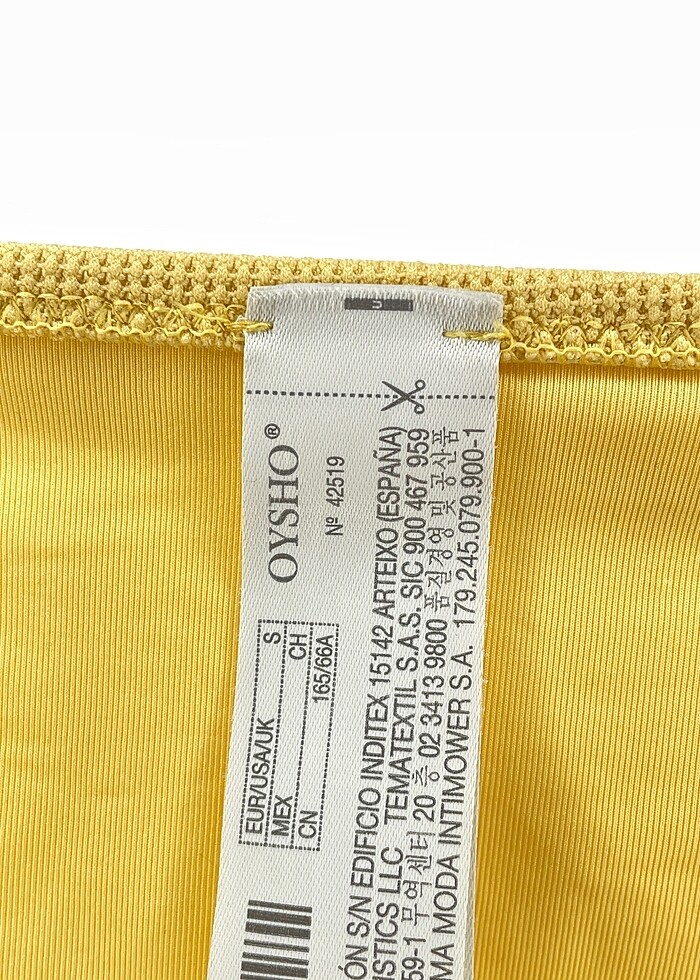 OYSHO®
Nº 42519
EUR/USA/UK S
MEX CH
CN 165/66A
ÓN S/N EDIFICIO INDITEX 15142 ARTEIXO (ESPAÑA)
ISTICS LLC TEMATEXTIL S.A.S. SIC 900 467 959
59-1 무역센터 20 층 02 3413 9800 품질경영 및 공산품
MA MODA INTIMOWER S.A. 179.245.079.900-1